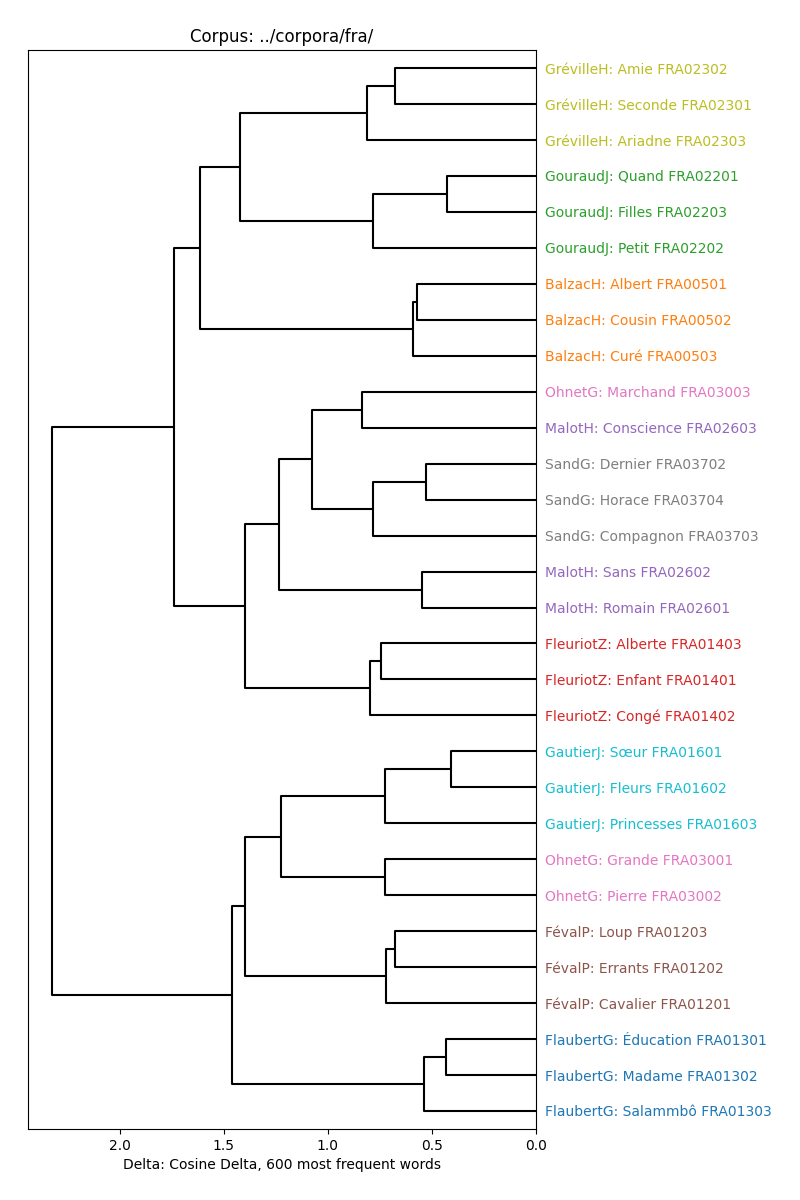 Corpus: ../corpora/fra/
GrévilleH: Amie FRA02302
GrévilleH: Seconde FRA02301
GrévilleH: Ariadne FRA02303
GouraudJ: Quand FRA02201
GouraudJ: Filles FRA02203
GouraudJ: Petit FRA02202
BalzacH: Albert FRA00501
BalzacH: Cousin FRA00502
BalzacH: Curé FRA00503
OhnetG: Marchand FRA03003
MalotH: Conscience FRA02603
SandG: Dernier FRA03702
SandG: Horace FRA03704
SandG: Compagnon FRA03703
MalotH: Sans FRA02602
MalotH: Romain FRA02601
FleuriotZ: Alberte FRA01403
FleuriotZ: Enfant FRA01401
FleuriotZ: Congé FRA01402
GautierJ: Sœur FRA01601
GautierJ: Fleurs FRA01602
GautierJ: Princesses FRA01603
OhnetG: Grande FRA03001
OhnetG: Pierre FRA03002
FévalP: Loup FRA01203
FévalP: Errants FRA01202
FévalP: Cavalier FRA01201
FlaubertG: Éducation FRA01301
FlaubertG: Madame FRA01302
FlaubertG: Salammbô FRA01303
2.0 1.5 1.0 0.5 0.0
Delta: Cosine Delta, 600 most frequent words